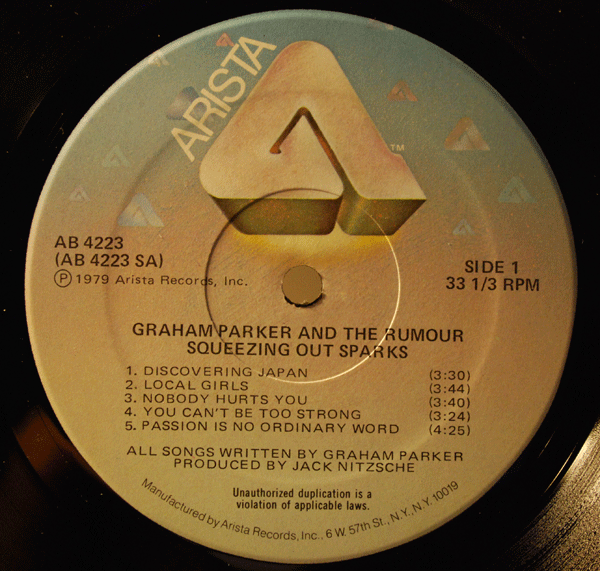 ARISTA
TM
AB 4223
(AB 4223 SA)
Ⓟ 1979 Arista Records, Inc.
SIDE 1
33 1/3 RPM
GRAHAM PARKER AND THE RUMOUR
SQUEEZING OUT SPARKS
1. DISCOVERING JAPAN (3:30)
2. LOCAL GIRLS (3:44)
3. NOBODY HURTS YOU (3:40)
4. YOU CAN'T BE TOO STRONG (3:24)
5. PASSION IS NO ORDINARY WORD (4:25)
ALL SONGS WRITTEN BY GRAHAM PARKER
PRODUCED BY JACK NITZSCHE
Unauthorized duplication is a
violation of applicable laws.
Manufactured by Arista Records, Inc., 6 W. 57th St., N.Y., N.Y. 10019